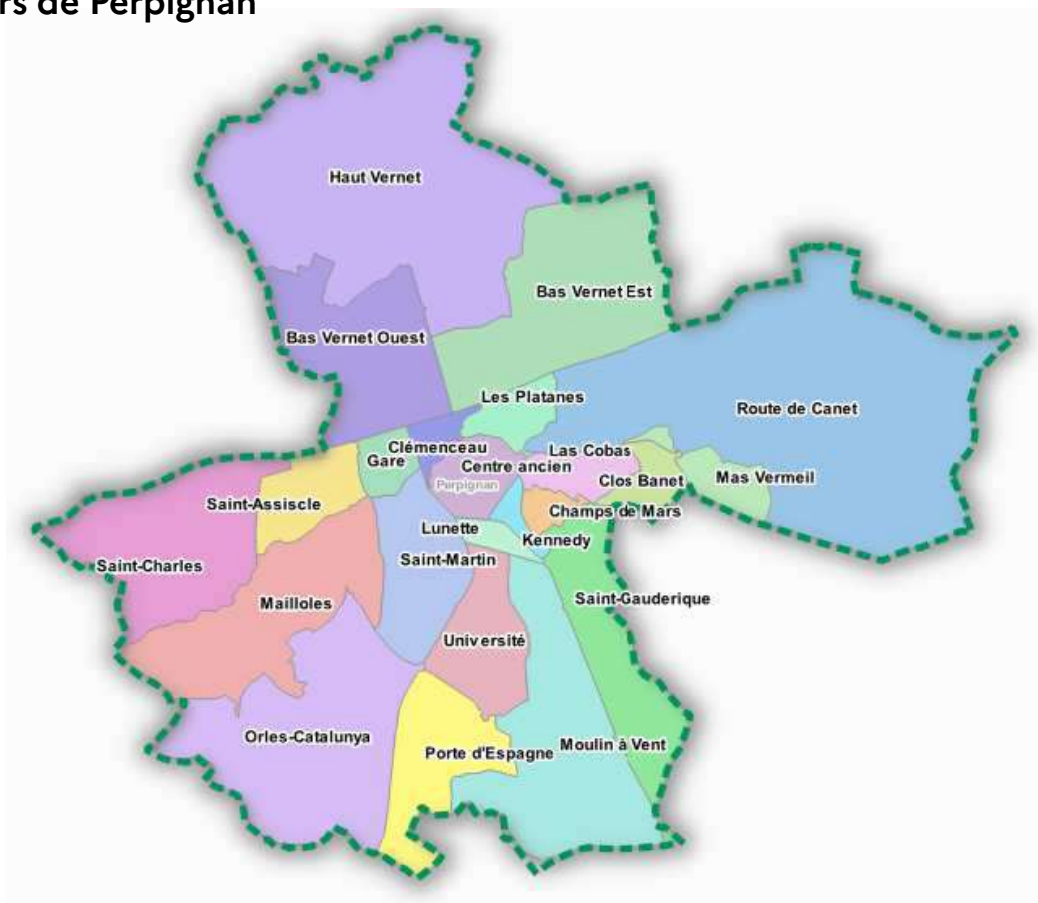 rs de Perpignan
Haut Vernet
Bas Vernet Est
Bas Vernet Ouest
Les Platanes
Route de Canet
Clémenceau
Las Cobas
Gare
Centre ancien
Mas Vermeil
Clos Banet
Perpignan
Saint-Assiscle
Champs de Mars
Lunette
Kennedy
Saint-Martin
Saint-Charles
Saint-Gauderique
Mailloles
Université
Orles-Catalunya
Moulin à Vent
Porte d'Espagne